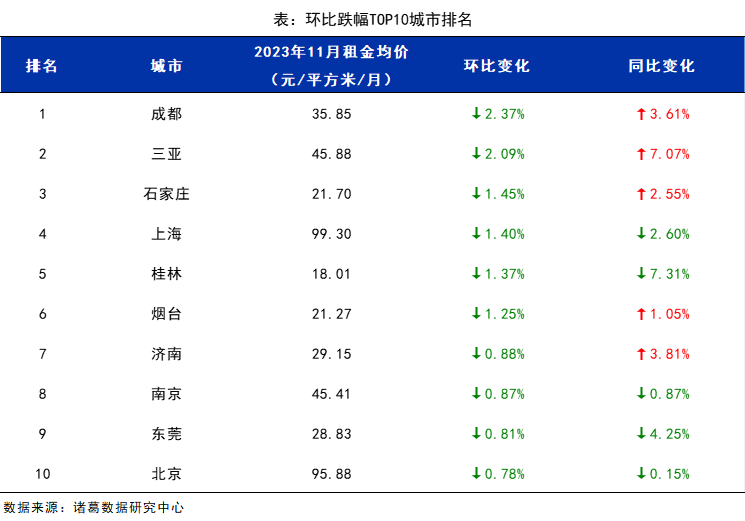 表：环比跌幅TOP10城市排名
排名 城市 2023年11月租金均价 环比变化 同比变化
（元/平方米/月）
1 成都 35.85 ↓2.37% ↑3.61%
2 三亚 45.88 ↓2.09% ↑7.07%
3 石家庄 21.70 ↓1.45% ↑2.55%
4 上海 99.30 ↓1.40% ↓2.60%
5 桂林 18.01 ↓1.37% ↓7.31%
6 烟台 21.27 ↓1.25% ↑1.05%
7 济南 29.15 ↓0.88% ↑3.81%
8 南京 45.41 ↓0.87% ↓0.87%
9 东莞 28.83 ↓0.81% ↓4.25%
10 北京 95.88 ↓0.78% ↓0.15%
数据来源：诸葛数据研究中心